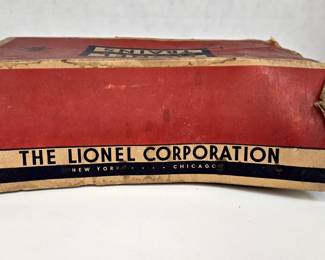 THE LIONEL CORPORATION
NEW YORK • • • • CHICAGO